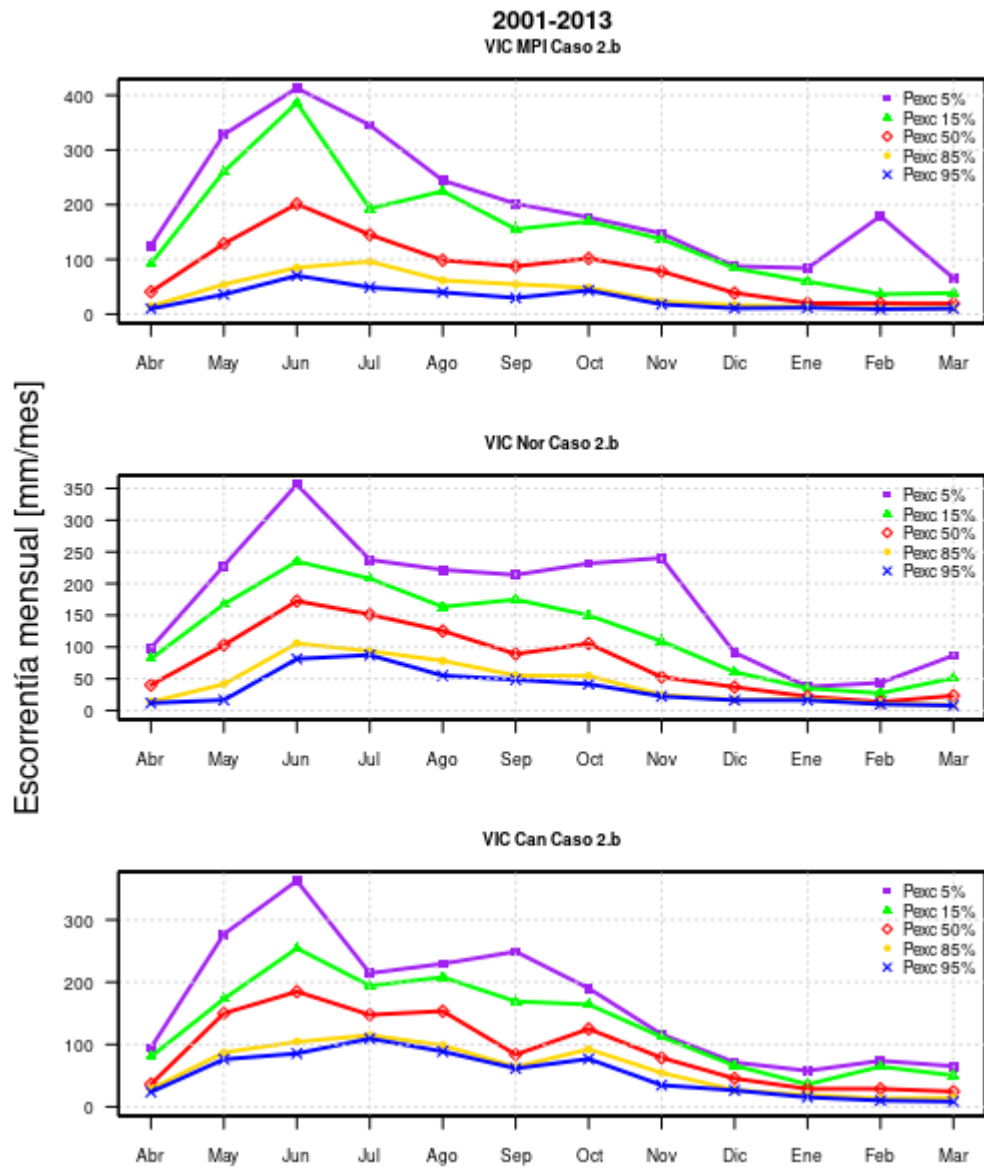 2001-2013
VIC MPI Caso 2.b
400
300
200
100
0
Pexc 5%
Pexc 15%
Pexc 50%
Pexc 85%
Pexc 95%
Abr May Jun Jul Ago Sep Oct Nov Dic Ene Feb Mar
Escorrentía mensual [mm/mes]
VIC Nor Caso 2.b
350
300
250
200
150
100
50
0
Pexc 5%
Pexc 15%
Pexc 50%
Pexc 85%
Pexc 95%
Abr May Jun Jul Ago Sep Oct Nov Dic Ene Feb Mar
VIC Can Caso 2.b
300
200
100
0
Pexc 5%
Pexc 15%
Pexc 50%
Pexc 85%
Pexc 95%
Abr May Jun Jul Ago Sep Oct Nov Dic Ene Feb Mar